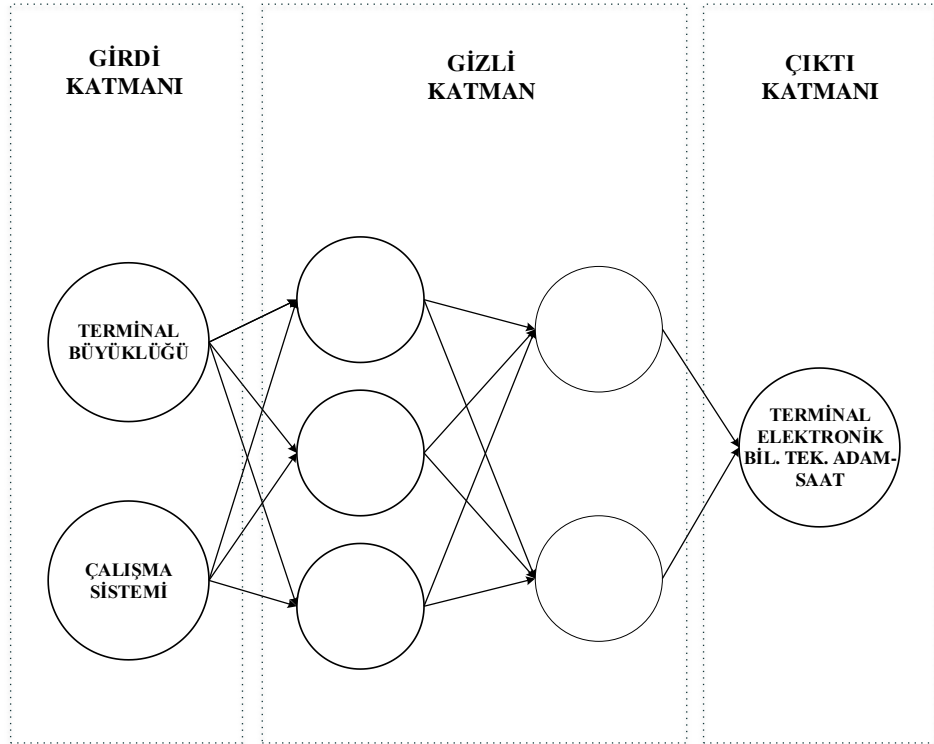 GİRDİ
KATMANI
GİZLİ
KATMAN
ÇIKTI
KATMANI
TERMİNAL
BÜYÜKLÜĞÜ
ÇALIŞMA
SİSTEMİ
TERMİNAL
ELEKTRONİK
BİL. TEK. ADAM-
SAAT